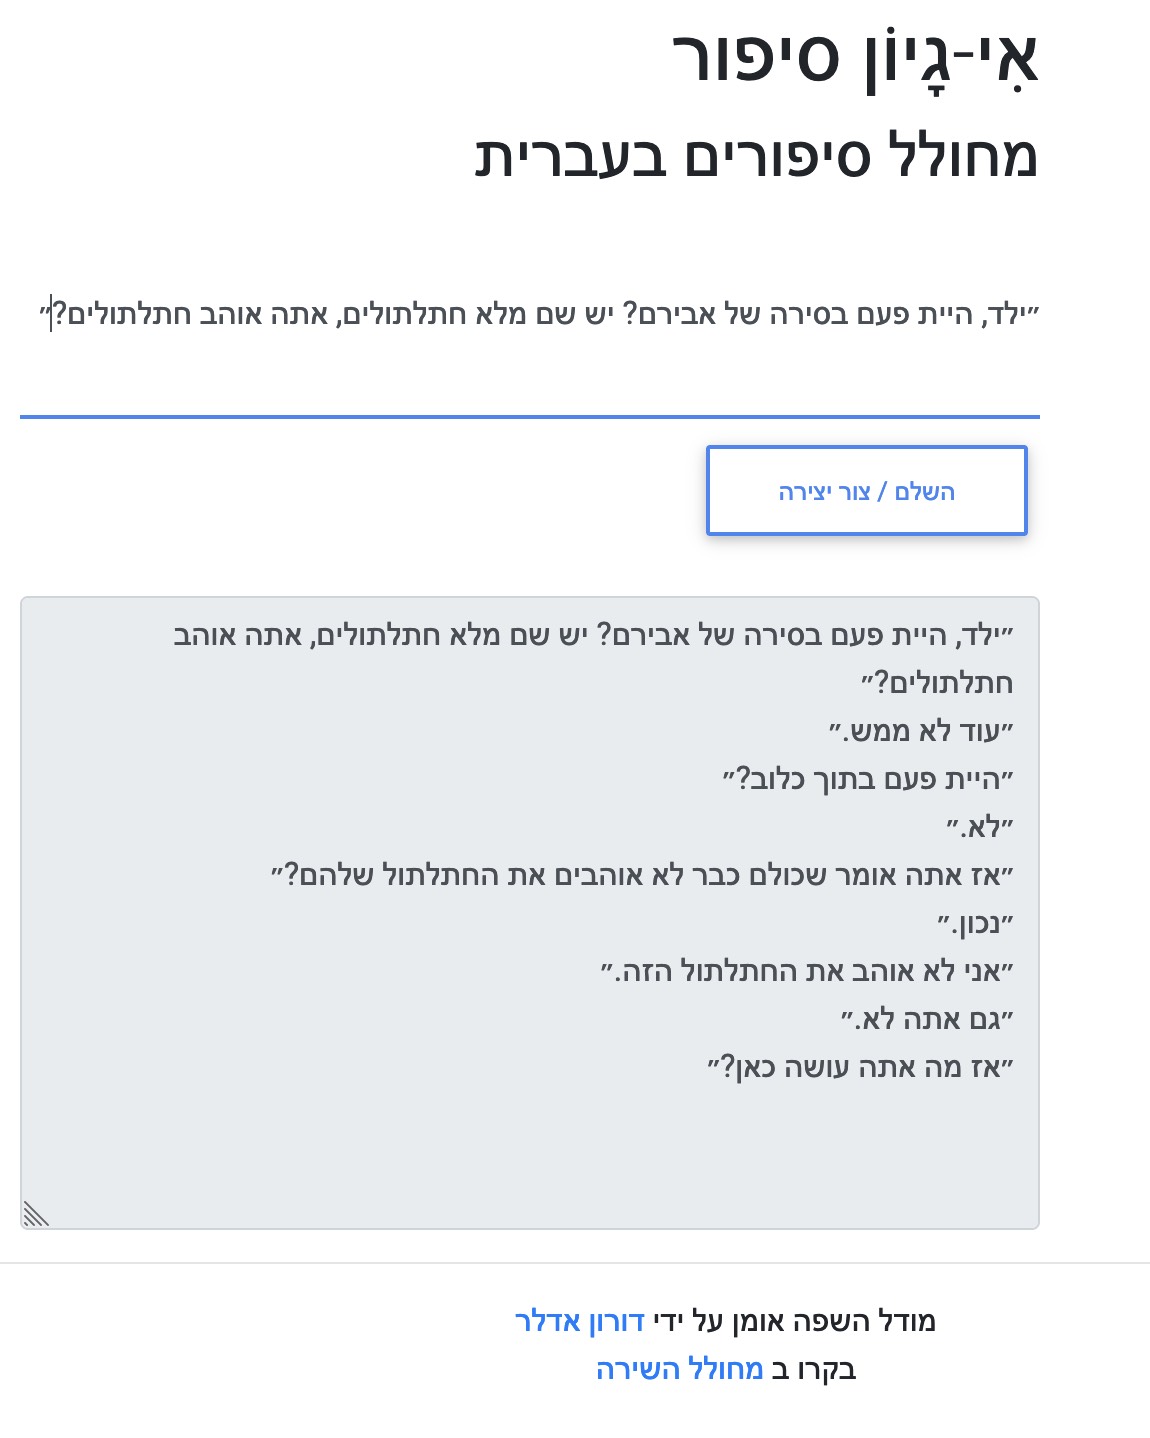 אִי-גָיוֹן סיפור
מחולל סיפורים בעברית
״ילד, היית פעם בסירה של אבירם? יש שם מלא חתלתולים, אתה אוהב חתלתולים?״
השלם / צור יצירה
״ילד, היית פעם בסירה של אבירם? יש שם מלא חתלתולים, אתה אוהב
חתלתולים?״
״עוד לא ממש.״
״היית פעם בתוך כלוב?״
״לא.״
״אז אתה אומר שכולם כבר לא אוהבים את החתלתול שלהם?״
״נכון.״
״אני לא אוהב את החתלתול הזה.״
״גם אתה לא.״
״אז מה אתה עושה כאן?״
מודל השפה אומן על ידי דורון אדלר
בקרו ב מחולל השירה